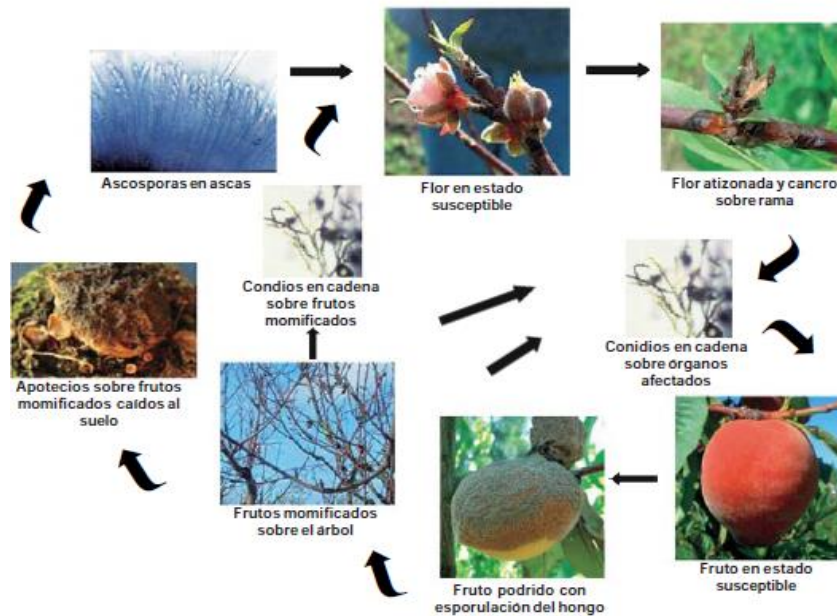 Ascosporas en ascas
Flor en estado
susceptible
Flor atizonada y cancro
sobre rama
Condios en cadena
sobre frutos
momificados
Conidios en cadena
sobre órganos
afectados
Apotecios sobre frutos
momificados caídos al
suelo
Frutos momificados
sobre el árbol
Fruto podrido con
esporulación del hongo
Fruto en estado
susceptible